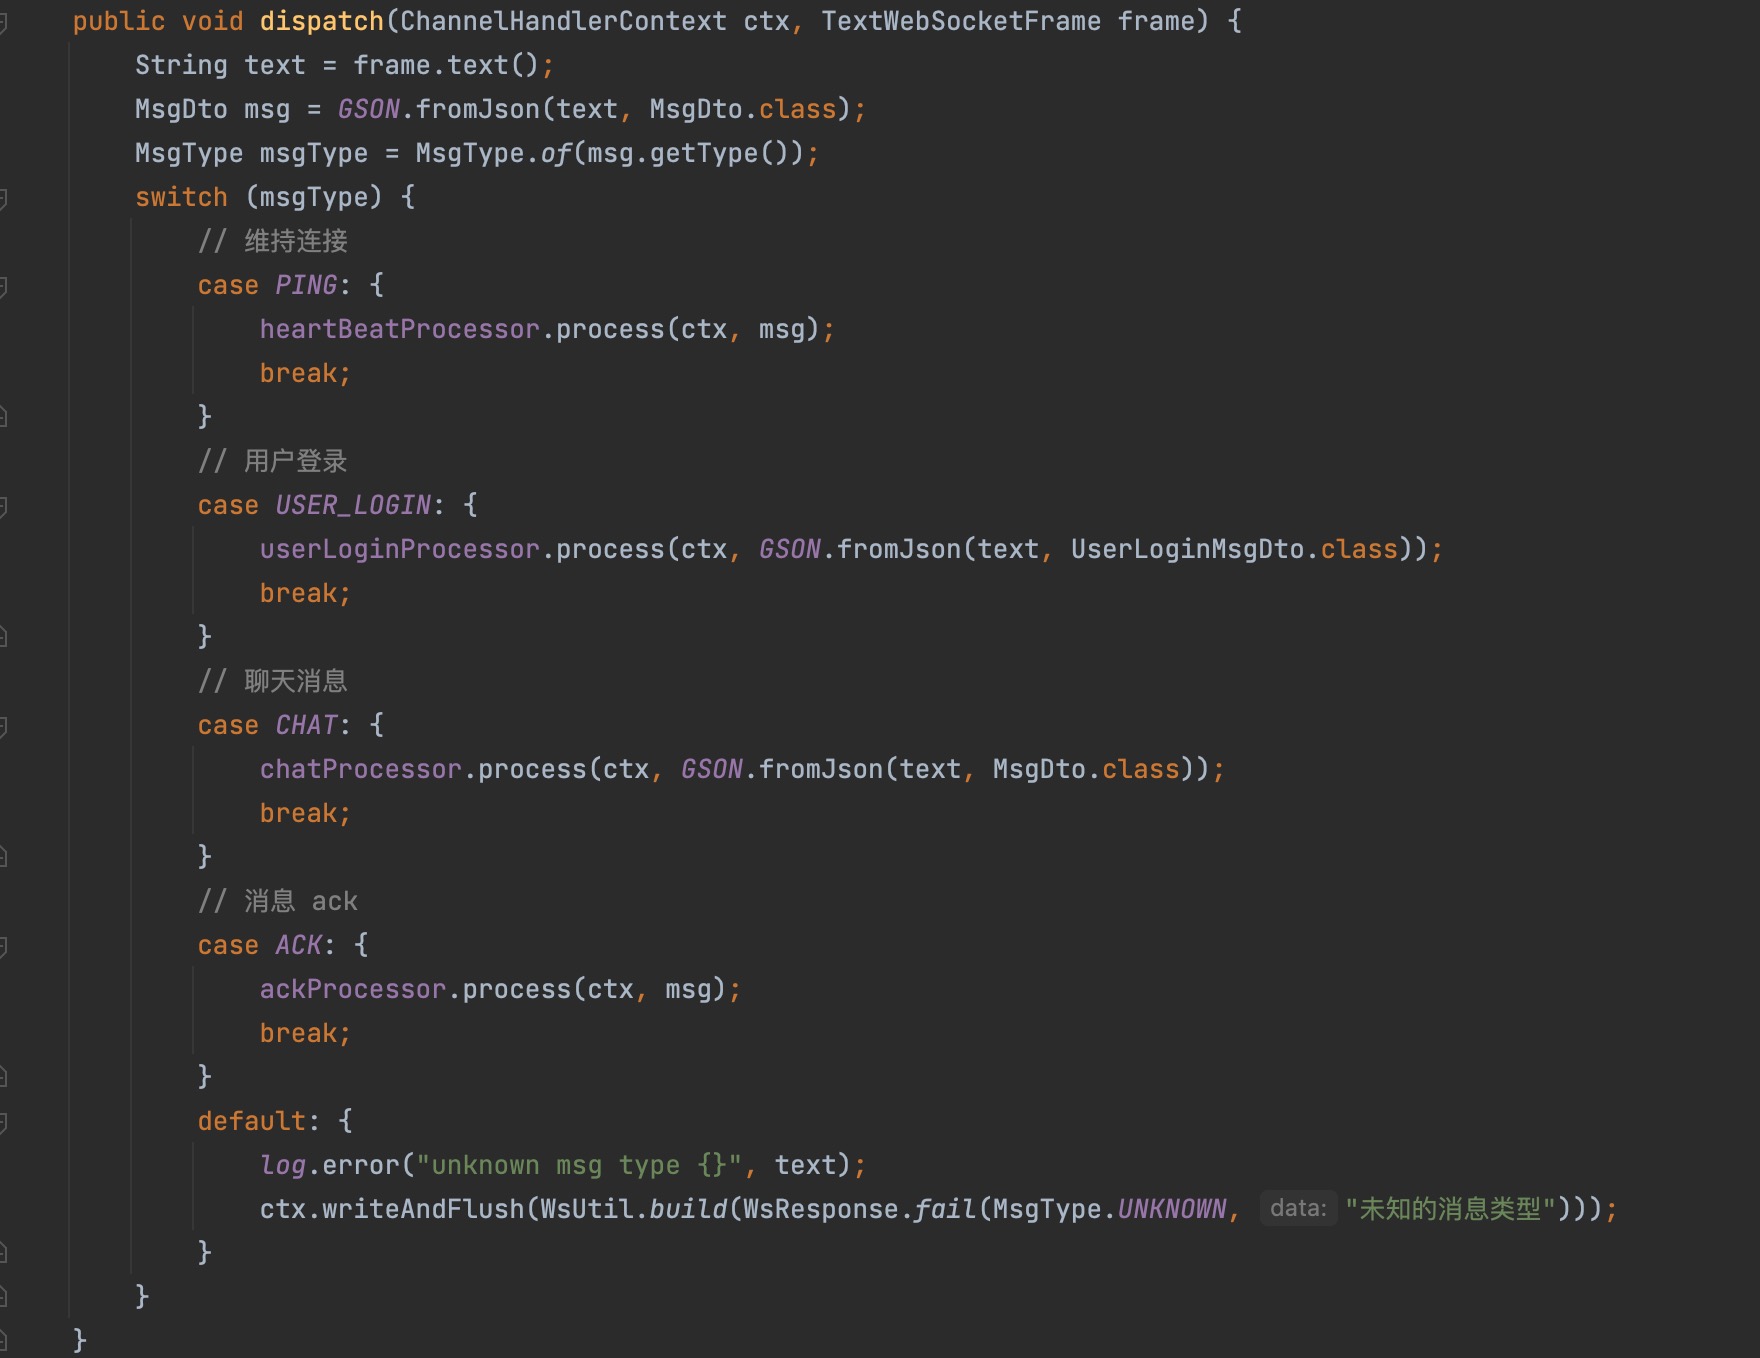 public void dispatch(ChannelHandlerContext ctx, TextWebSocketFrame frame) {
    String text = frame.text();
    MsgDto msg = GSON.fromJson(text, MsgDto.class);
    MsgType msgType = MsgType.of(msg.getType());
    switch (msgType) {
        // 维持连接
        case PING: {
            heartBeatProcessor.process(ctx, msg);
            break;
        }
        // 用户登录
        case USER_LOGIN: {
            userLoginProcessor.process(ctx, GSON.fromJson(text, UserLoginMsgDto.class));
            break;
        }
        // 聊天消息
        case CHAT: {
            chatProcessor.process(ctx, GSON.fromJson(text, MsgDto.class));
            break;
        }
        // 消息 ack
        case ACK: {
            ackProcessor.process(ctx, msg);
            break;
        }
        default: {
            log.error("unknown msg type {}", text);
            ctx.writeAndFlush(WsUtil.build(WsResponse.fail(MsgType.UNKNOWN, data: "未知的消息类型")));
        }
    }
}